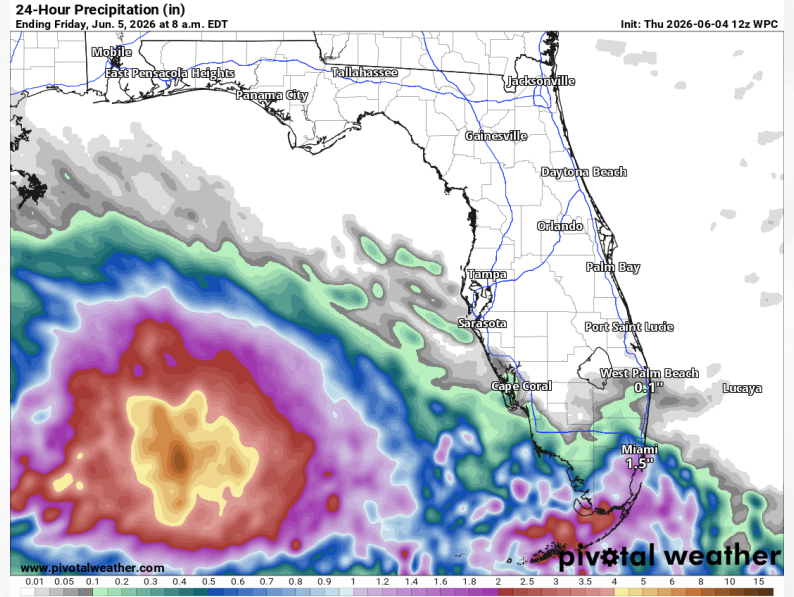 24-Hour Precipitation (in)
Ending Friday, Jun. 5, 2026 at 8 a.m. EDT
Init: Thu 2026-06-04 12z WPC
Mobile
East Pensacola Heights
Tallahassee
Jacksonville
Panama City
Gainesville
Daytona Beach
Orlando
Palm Bay
Tampa
Sarasota
Port Saint Lucie
West Palm Beach
0.1"
Cape Coral
Lucaya
Miami
1.5"
pivotal weather
www.pivotalweather.com
0.01 0.05 0.1 0.2 0.3 0.4 0.5 0.6 0.7 0.8 0.9 1 1.2 1.4 1.6 1.8 2 2.5 3 3.5 4 5 6 8 10 15